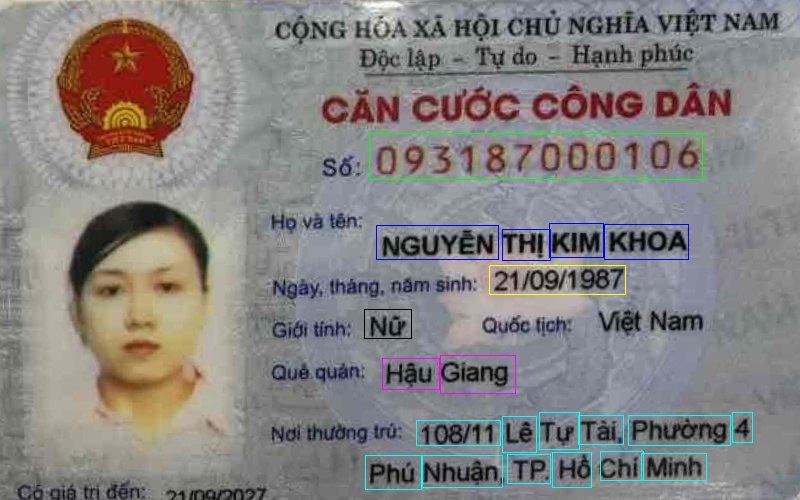 CỘNG HÒA XÃ HỘI CHỦ NGHĨA VIỆT NAM
Độc lập - Tự do - Hạnh phúc
CĂN CƯỚC CÔNG DÂN
Số: 093187000106
Họ và tên:
NGUYỄN THỊ KIM KHOA
Ngày, tháng, năm sinh: 21/09/1987
Giới tính: Nữ Quốc tịch: Việt Nam
Quê quán: Hậu Giang
Nơi thường trú: 108/11 Lê Tự Tài, Phường 4
Phú Nhuận, TP. Hồ Chí Minh
Có giá trị đến: 21/09/2027